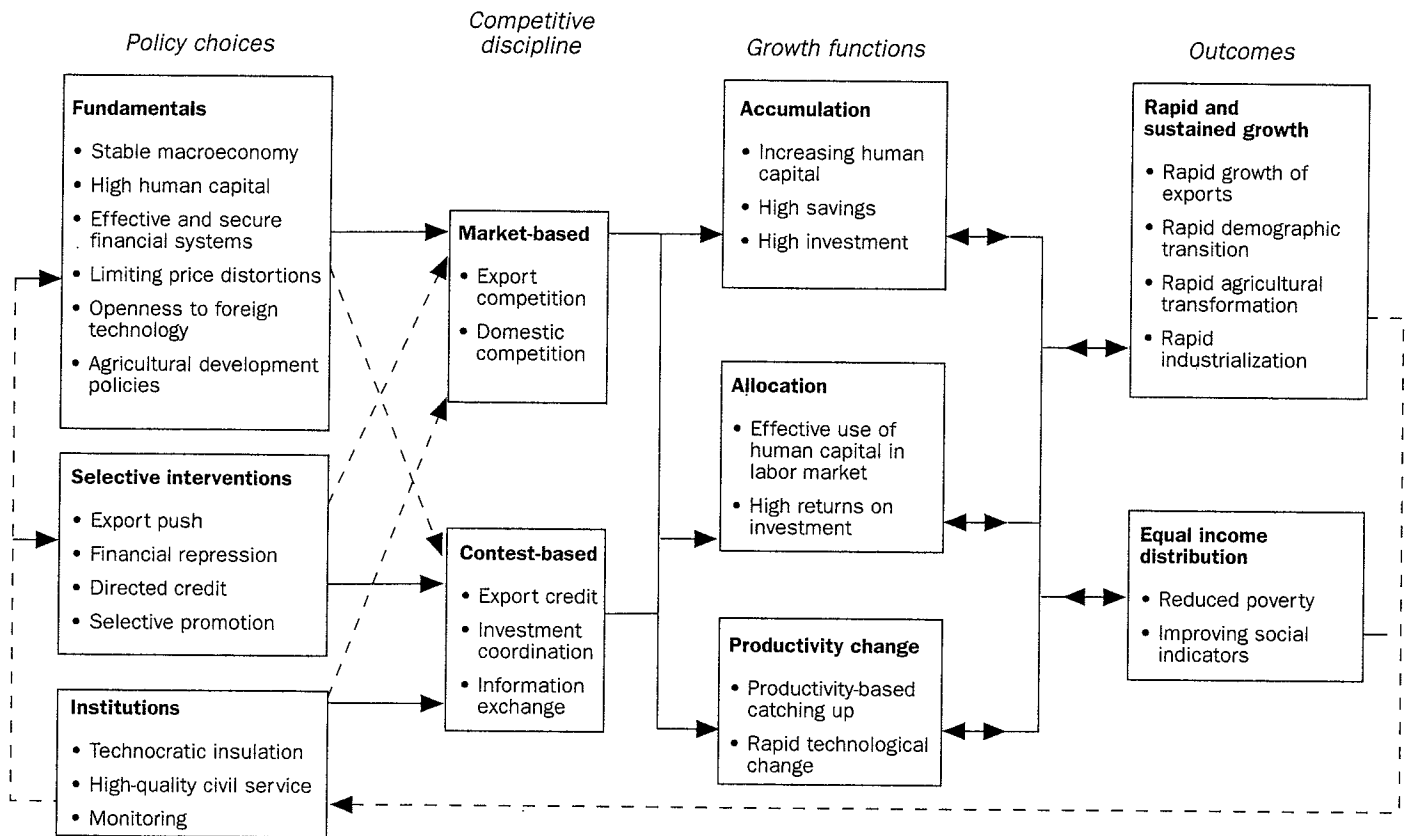 Policy choices
Competitive
discipline
Growth functions
Outcomes
Fundamentals
• Stable macroeconomy
• High human capital
• Effective and secure
financial systems
• Limiting price distortions
• Openness to foreign
technology
• Agricultural development
policies
Selective interventions
• Export push
• Financial repression
• Directed credit
• Selective promotion
Institutions
• Technocratic insulation
• High-quality civil service
• Monitoring
Market-based
• Export
competition
• Domestic
competition
Contest-based
• Export credit
• Investment
coordination
• Information
exchange
Accumulation
• Increasing human
capital
• High savings
• High investment
Allocation
• Effective use of
human capital in
labor market
• High returns on
investment
Productivity change
• Productivity-based
catching up
• Rapid technological
change
Rapid and
sustained growth
• Rapid growth of
exports
• Rapid demographic
transition
• Rapid agricultural
transformation
• Rapid
industrialization
Equal income
distribution
• Reduced poverty
• Improving social
indicators